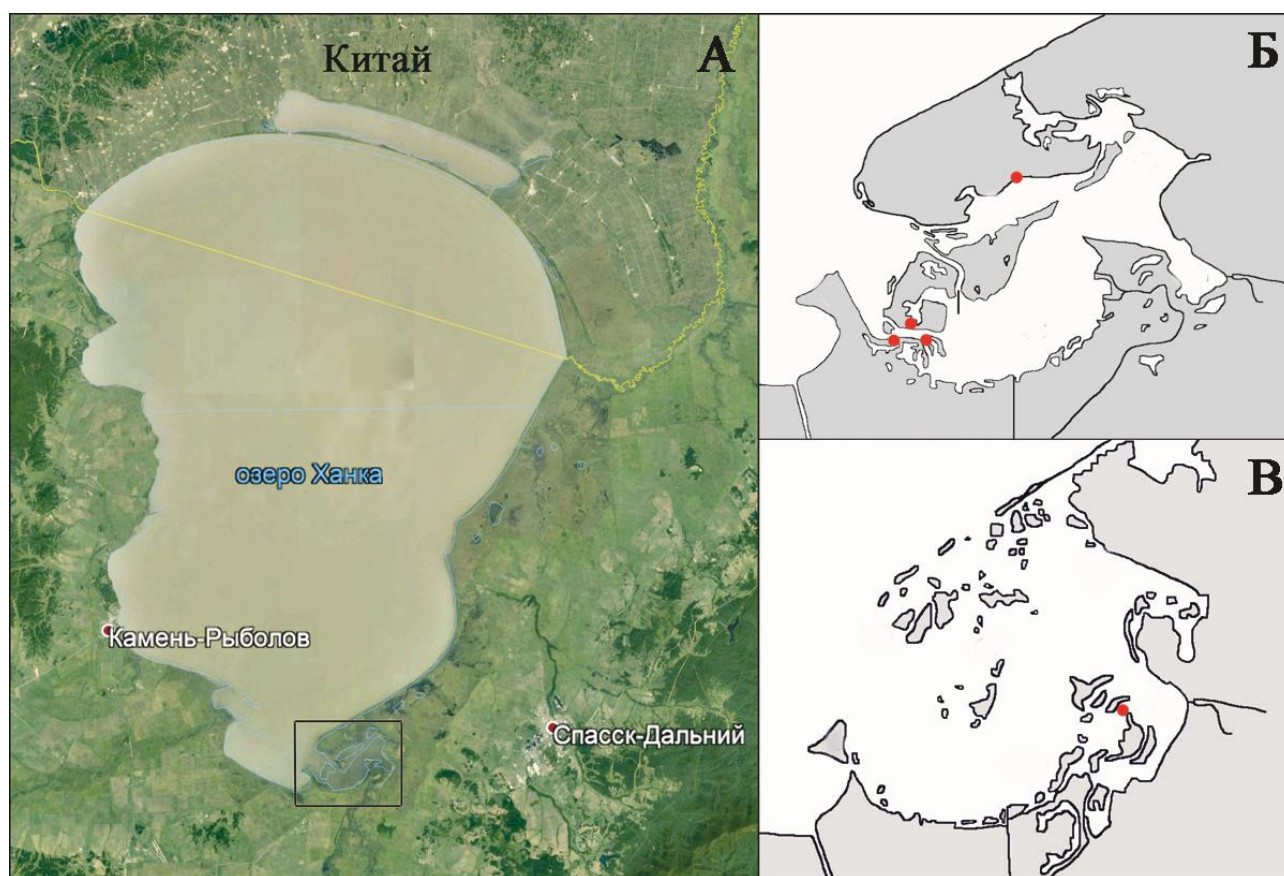 Китай
А
озеро Ханка
Камень-Рыболов
Спасск-Дальний
Б
В